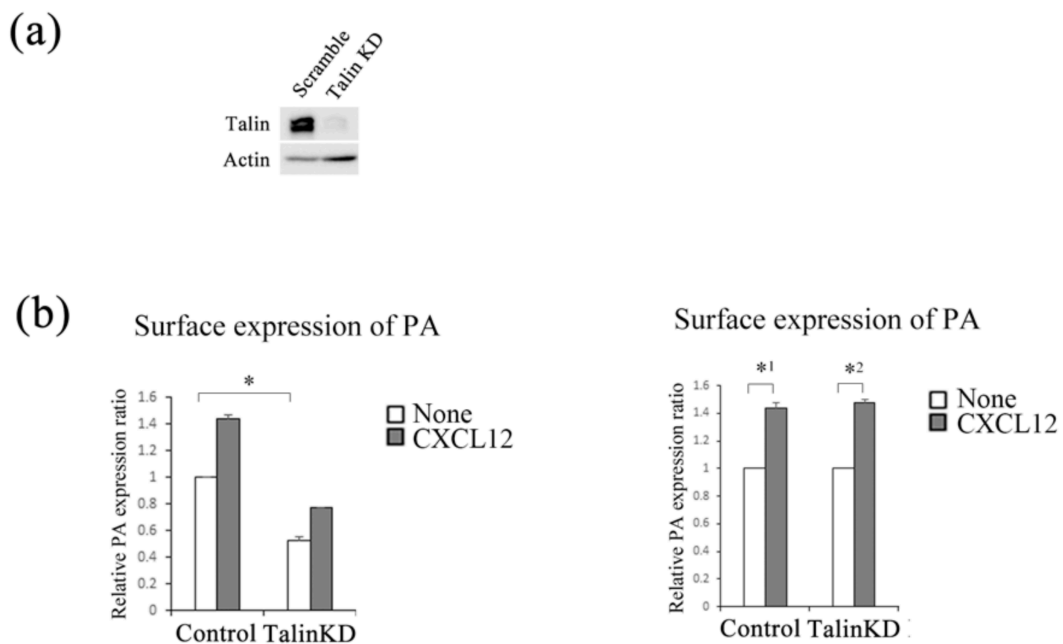 (a)
Scramble
Talin KD
Talin
Actin
(b)
Surface expression of PA
*
None
CXCL12
Relative PA expression ratio
1.6
1.4
1.2
1
0.8
0.6
0.4
0.2
0
Control TalinKD
Surface expression of PA
*1
*2
None
CXCL12
Relative PA expression ratio
1.6
1.4
1.2
1
0.8
0.6
0.4
0.2
0
Control TalinKD